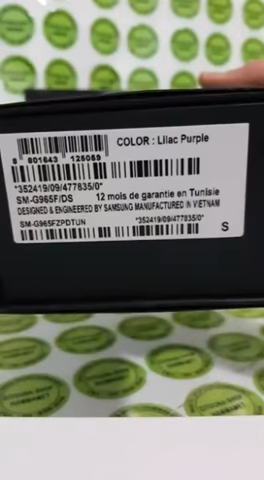 COLOR : Lilac Purple
8 801643 125059
*352419/09/477835/0*
SM-G965F/DS 12 mois de garantie en Tunisie
DESIGNED & ENGINEERED BY SAMSUNG MANUFACTURED IN VIETNAM
SM-G965FZPDTUN *352419/09/477835/0*
S